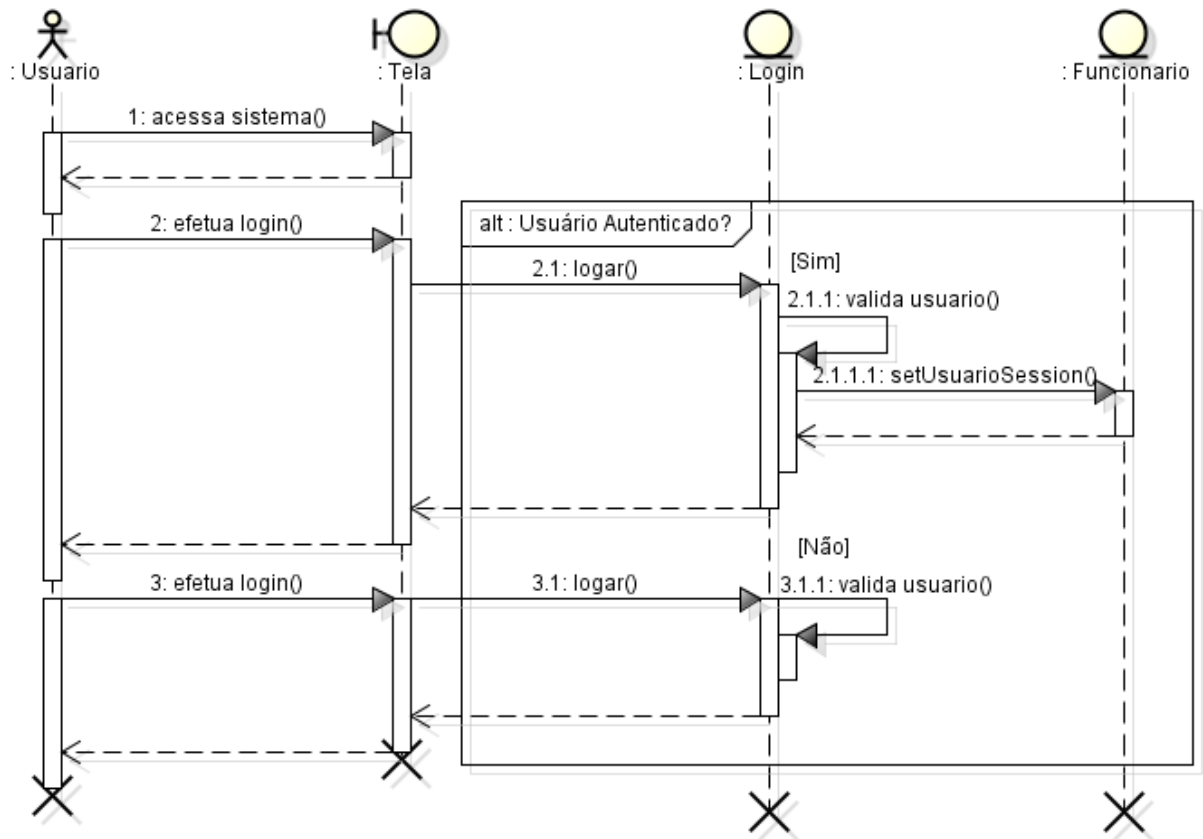 : Usuario
: Tela
: Login
: Funcionario
1: acessa sistema()
2: efetua login()
alt : Usuário Autenticado?
[Sim]
2.1: logar()
2.1.1: valida usuario()
2.1.1.1: setUsuarioSession()
[Não]
3: efetua login()
3.1: logar()
3.1.1: valida usuario()